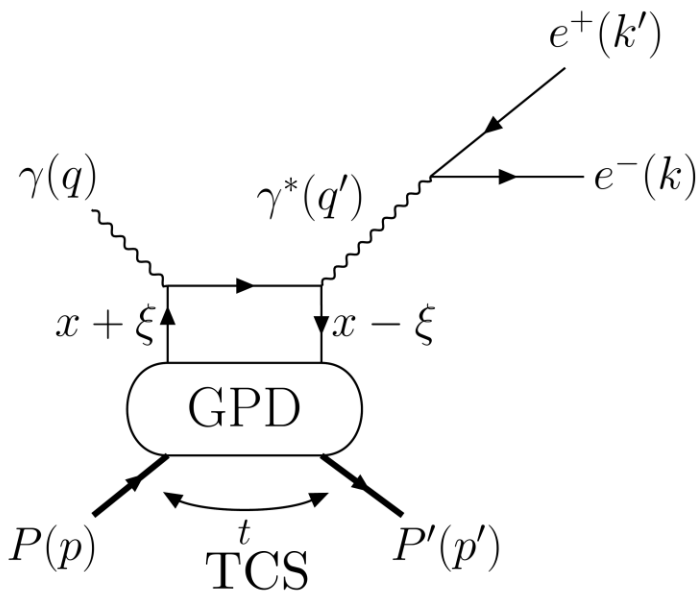 e⁺(k′)
γ(q)
γ*(q′)
e⁻(k)
x + ξ
x − ξ
GPD
P(p)
t
P′(p′)
TCS